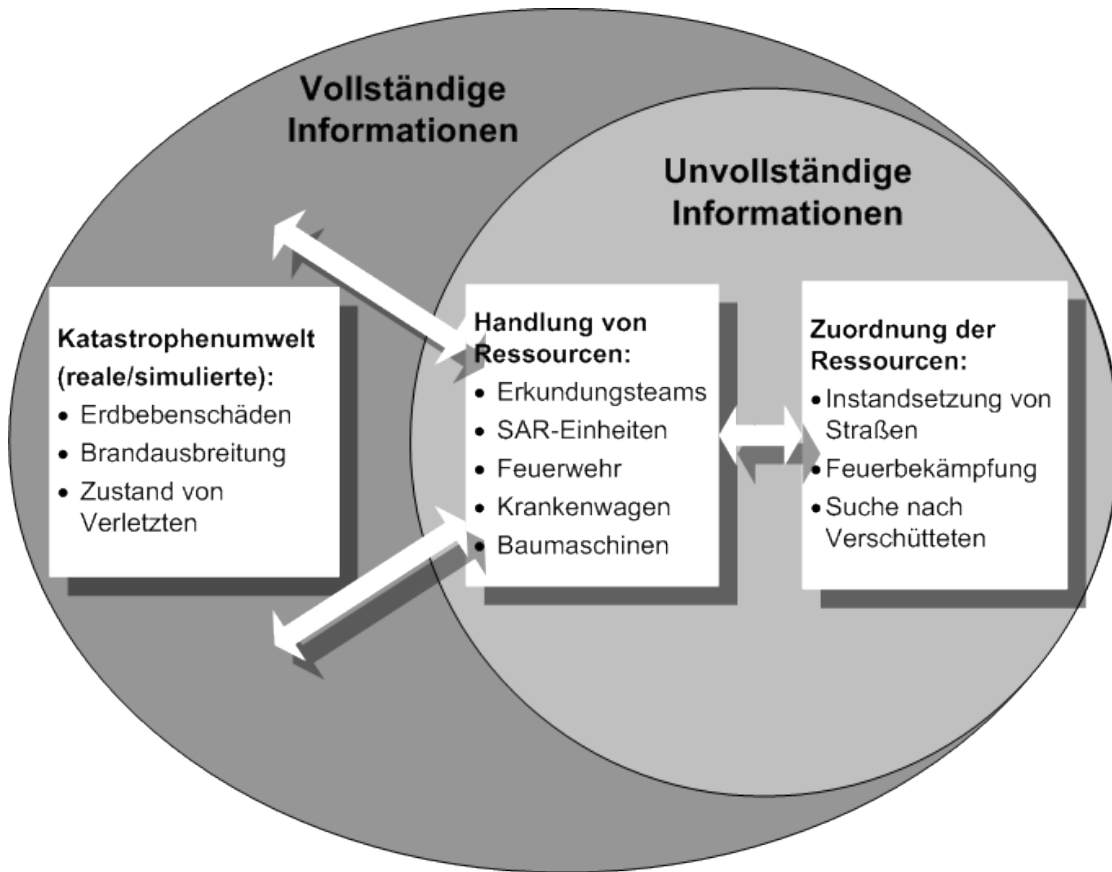 Vollständige
Informationen
Unvollständige
Informationen
Katastrophenumwelt
(reale/simulierte):
• Erdbebenschäden
• Brandausbreitung
• Zustand von
Verletzten
Handlung von
Ressourcen:
• Erkundungsteams
• SAR-Einheiten
• Feuerwehr
• Krankenwagen
• Baumaschinen
Zuordnung der
Ressourcen:
• Instandsetzung von
Straßen
• Feuerbekämpfung
• Suche nach
Verschütteten